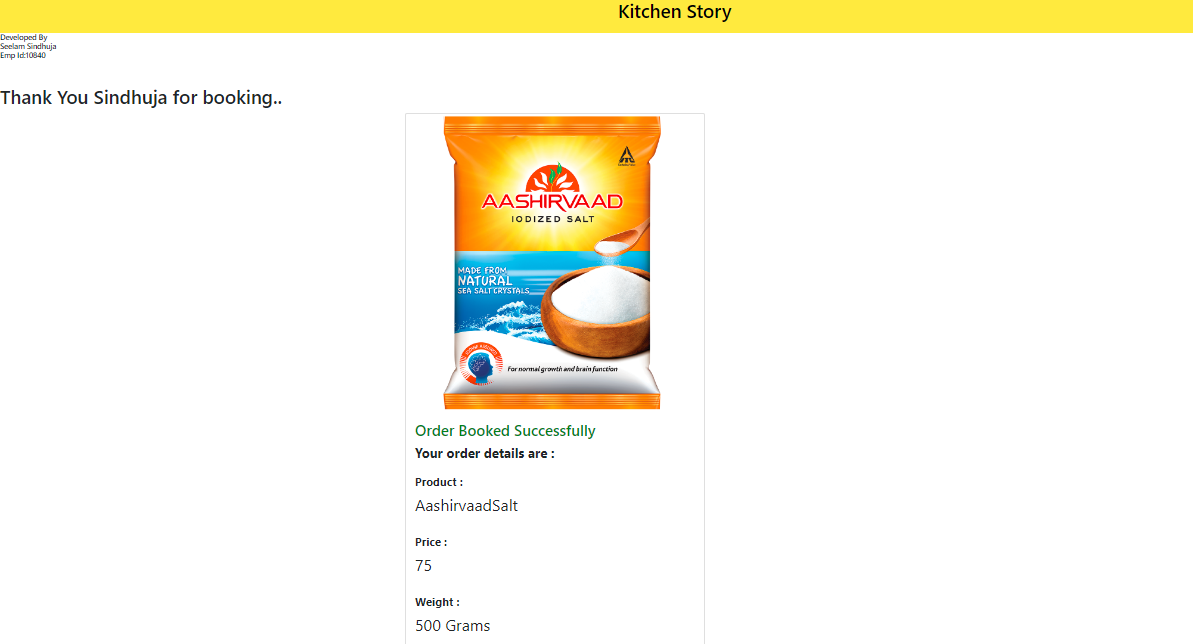 Kitchen Story
Developed By
Seelam Sindhuja
Emp Id:10840
Thank You Sindhuja for booking..
AASHIRVAAD
IODIZED SALT
MADE FROM
NATURAL
SEA SALT CRYSTALS
For normal growth and brain function
Order Booked Successfully
Your order details are :
Product :
AashirvaadSalt
Price :
75
Weight :
500 Grams